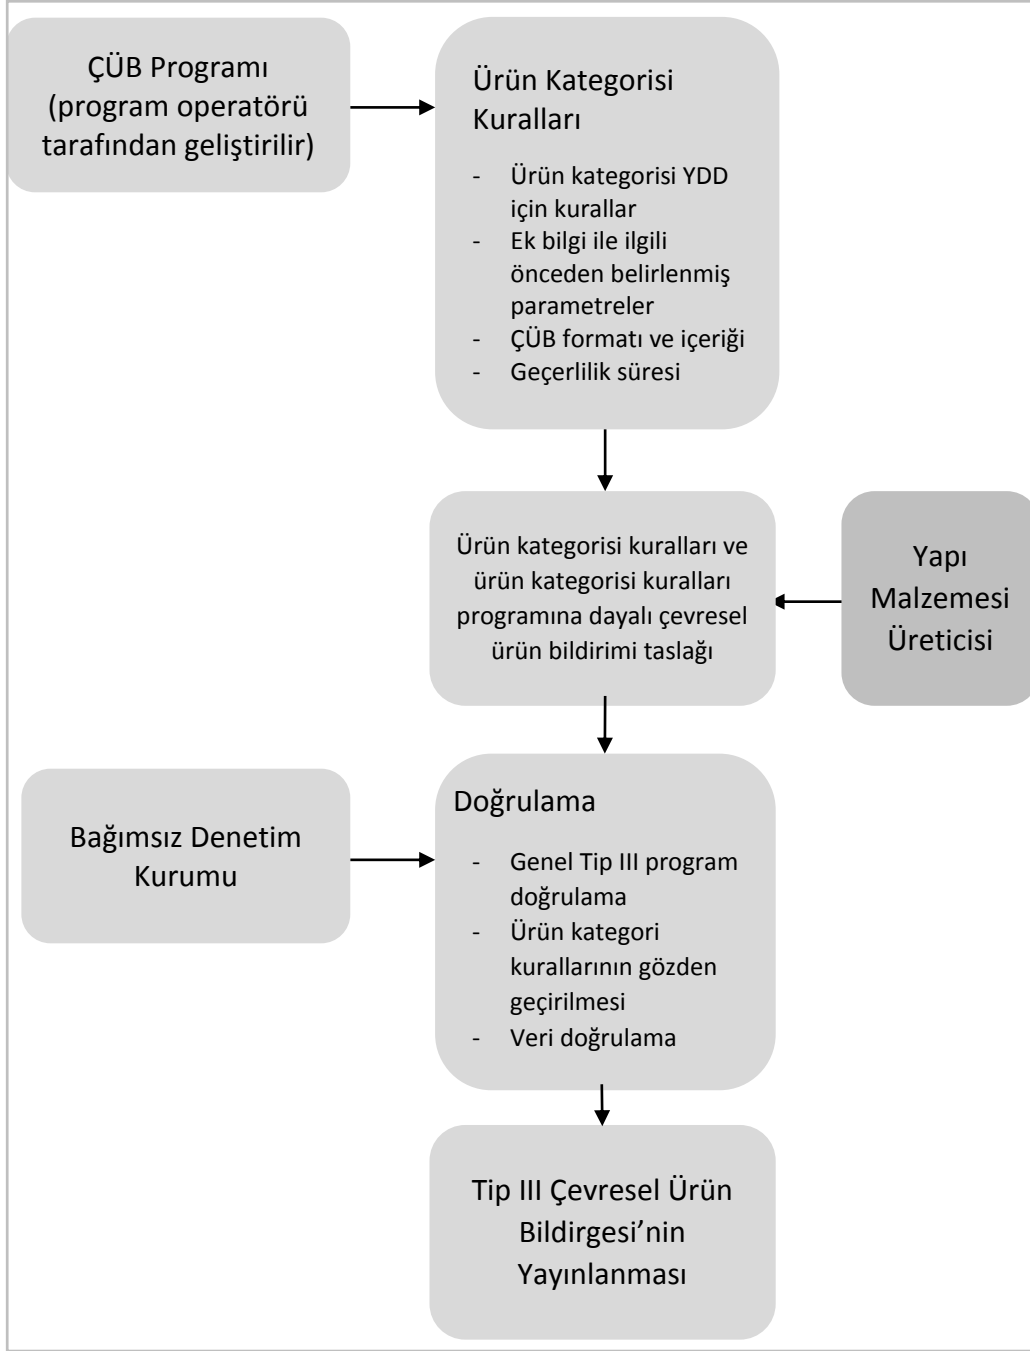 ÇÜB Programı
(program operatörü
tarafından geliştirilir)
Ürün Kategorisi
Kuralları
- Ürün kategorisi YDD
için kurallar
- Ek bilgi ile ilgili
önceden belirlenmiş
parametreler
- ÇÜB formatı ve içeriği
- Geçerlilik süresi
Ürün kategorisi kuralları ve
ürün kategorisi kuralları
programına dayalı çevresel
ürün bildirimi taslağı
Yapı
Malzemesi
Üreticisi
Bağımsız Denetim
Kurumu
Doğrulama
- Genel Tip III program
doğrulama
- Ürün kategori
kurallarının gözden
geçirilmesi
- Veri doğrulama
Tip III Çevresel Ürün
Bildirgesi’nin
Yayınlanması